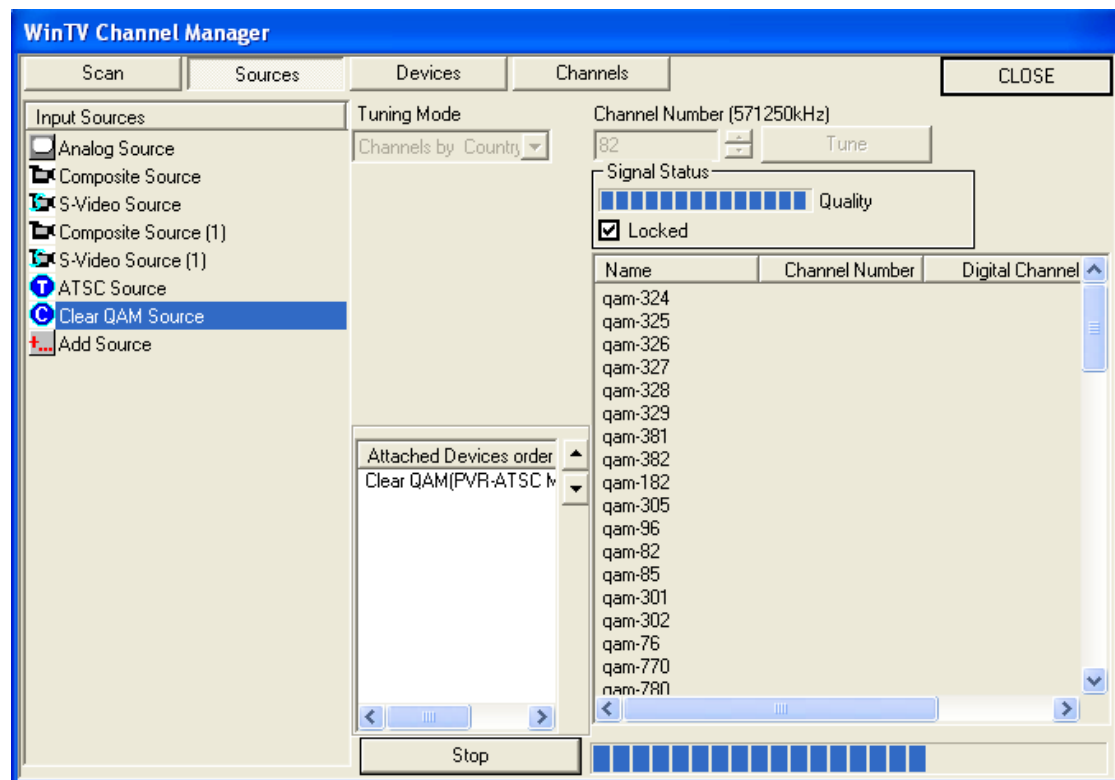 WinTV Channel Manager
Scan
Sources
Devices
Channels
CLOSE
Input Sources
Analog Source
Composite Source
S-Video Source
Composite Source (1)
S-Video Source (1)
ATSC Source
Clear QAM Source
Add Source
Tuning Mode
Channels by Country
Channel Number (571250kHz)
82
Tune
Signal Status
Quality
Locked
Attached Devices order
Clear QAM(PVR-ATSC M
Stop
Name Channel Number Digital Channel
qam-324
qam-325
qam-326
qam-327
qam-328
qam-329
qam-381
qam-382
qam-182
qam-305
qam-96
qam-82
qam-85
qam-301
qam-302
qam-76
qam-770
qam-780